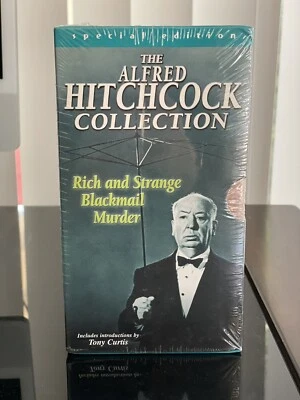 special edition
THE
ALFRED
HITCHCOCK
COLLECTION
Rich and Strange
Blackmail
Murder
Includes introductions by
Tony Curtis